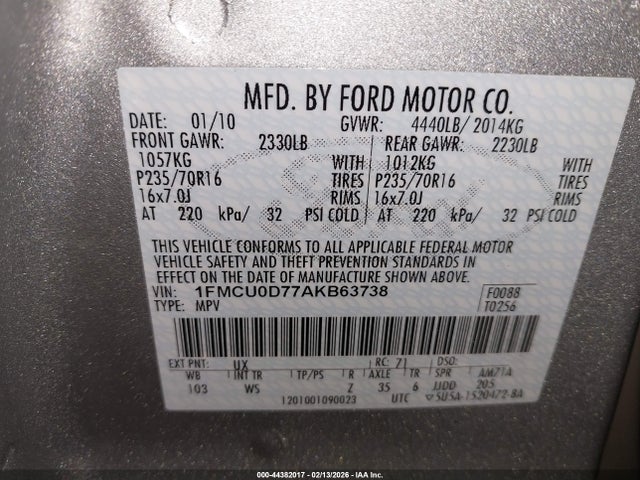 MFD. BY FORD MOTOR CO.
DATE: 01/10 GVWR: 4440LB/ 2014KG
FRONT GAWR: 2330LB REAR GAWR: 2230LB
1057KG WITH 1012KG WITH
P235/70R16 TIRES P235/70R16 TIRES
16x7.0J RIMS 16x7.0J RIMS
AT 220 kPa/ 32 PSI COLD AT 220 kPa/ 32 PSI COLD
THIS VEHICLE CONFORMS TO ALL APPLICABLE FEDERAL MOTOR
VEHICLE SAFETY AND THEFT PREVENTION STANDARDS IN
EFFECT ON THE DATE OF MANUFACTURE SHOWN ABOVE.
VIN: 1FMCU0D77AKB63738 F0088
TYPE: MPV T0256
EXT PNT: UX RC: 71 DSO:
WB INT TR TP/PS R AXLE TR SPR
103 WS Z 35 6 JJDD 205
1201001090023 UTC ▽5U5A-1520472-BA
000-44382017 - 02/13/2026 - IAA Inc.